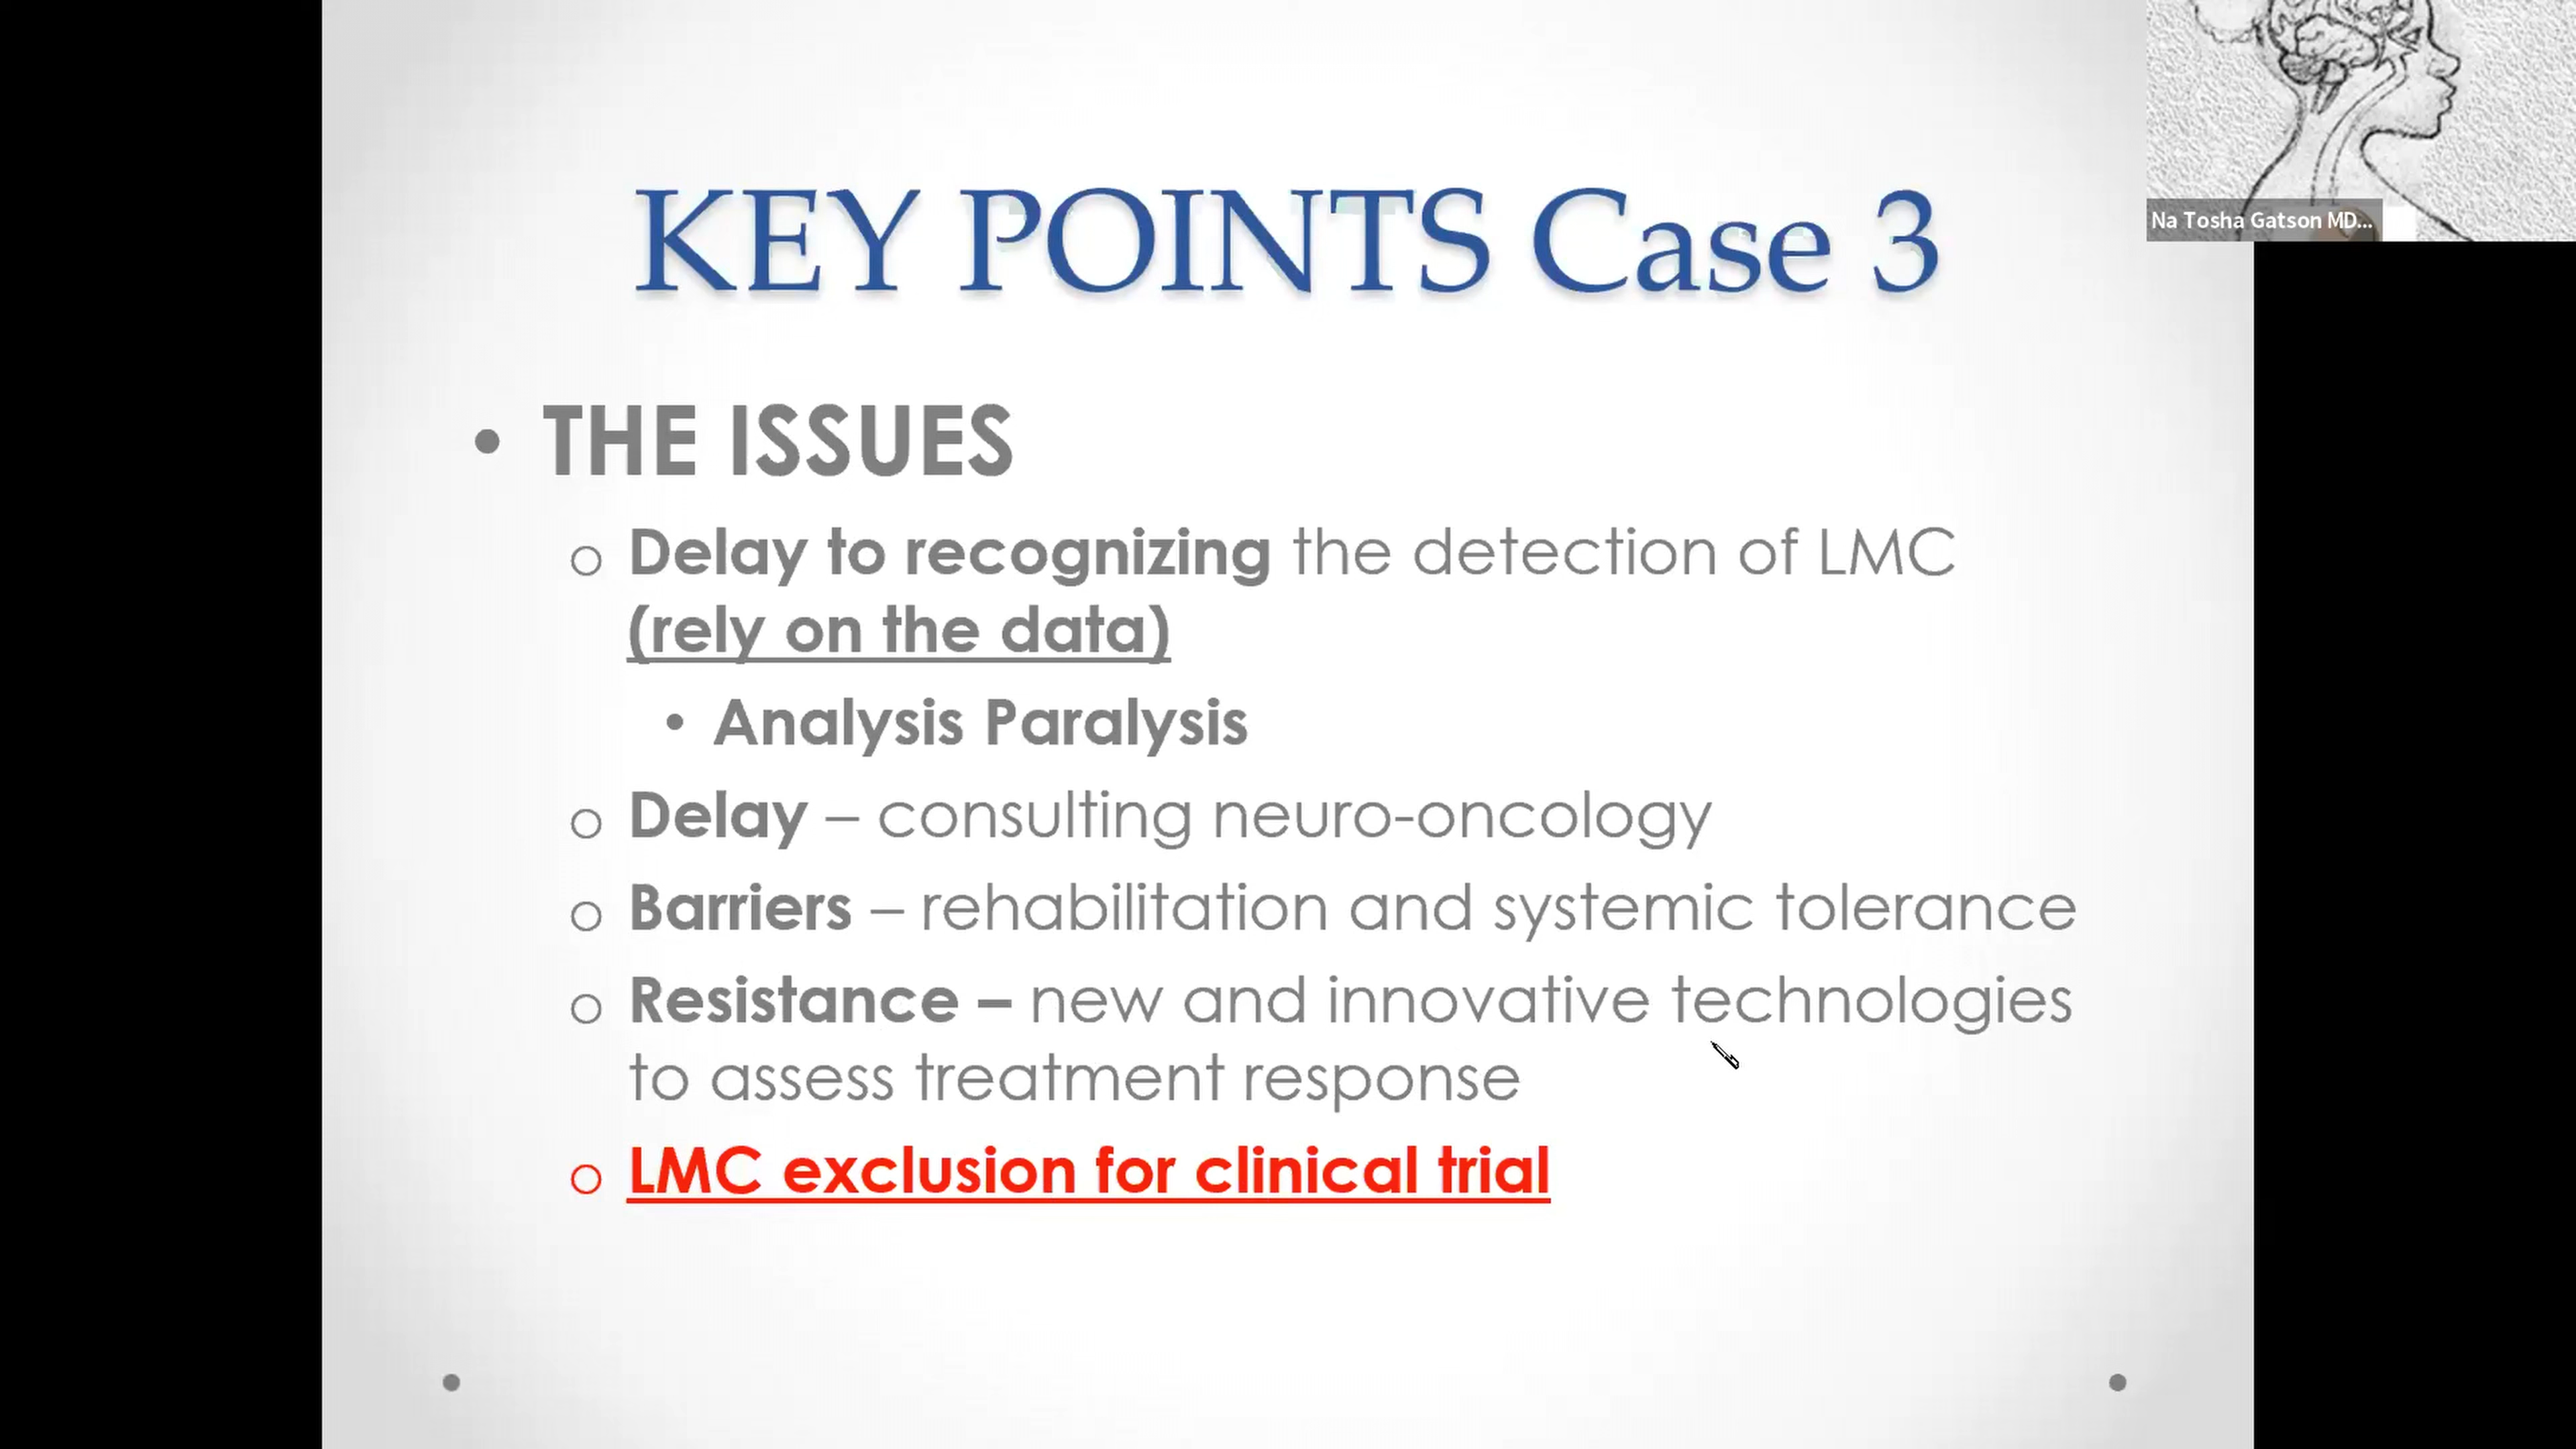 Na Tosha Gatson MD...
KEY POINTS Case 3
• THE ISSUES
o Delay to recognizing the detection of LMC
(rely on the data)
• Analysis Paralysis
o Delay – consulting neuro-oncology
o Barriers – rehabilitation and systemic tolerance
o Resistance – new and innovative technologies
to assess treatment response
o LMC exclusion for clinical trial